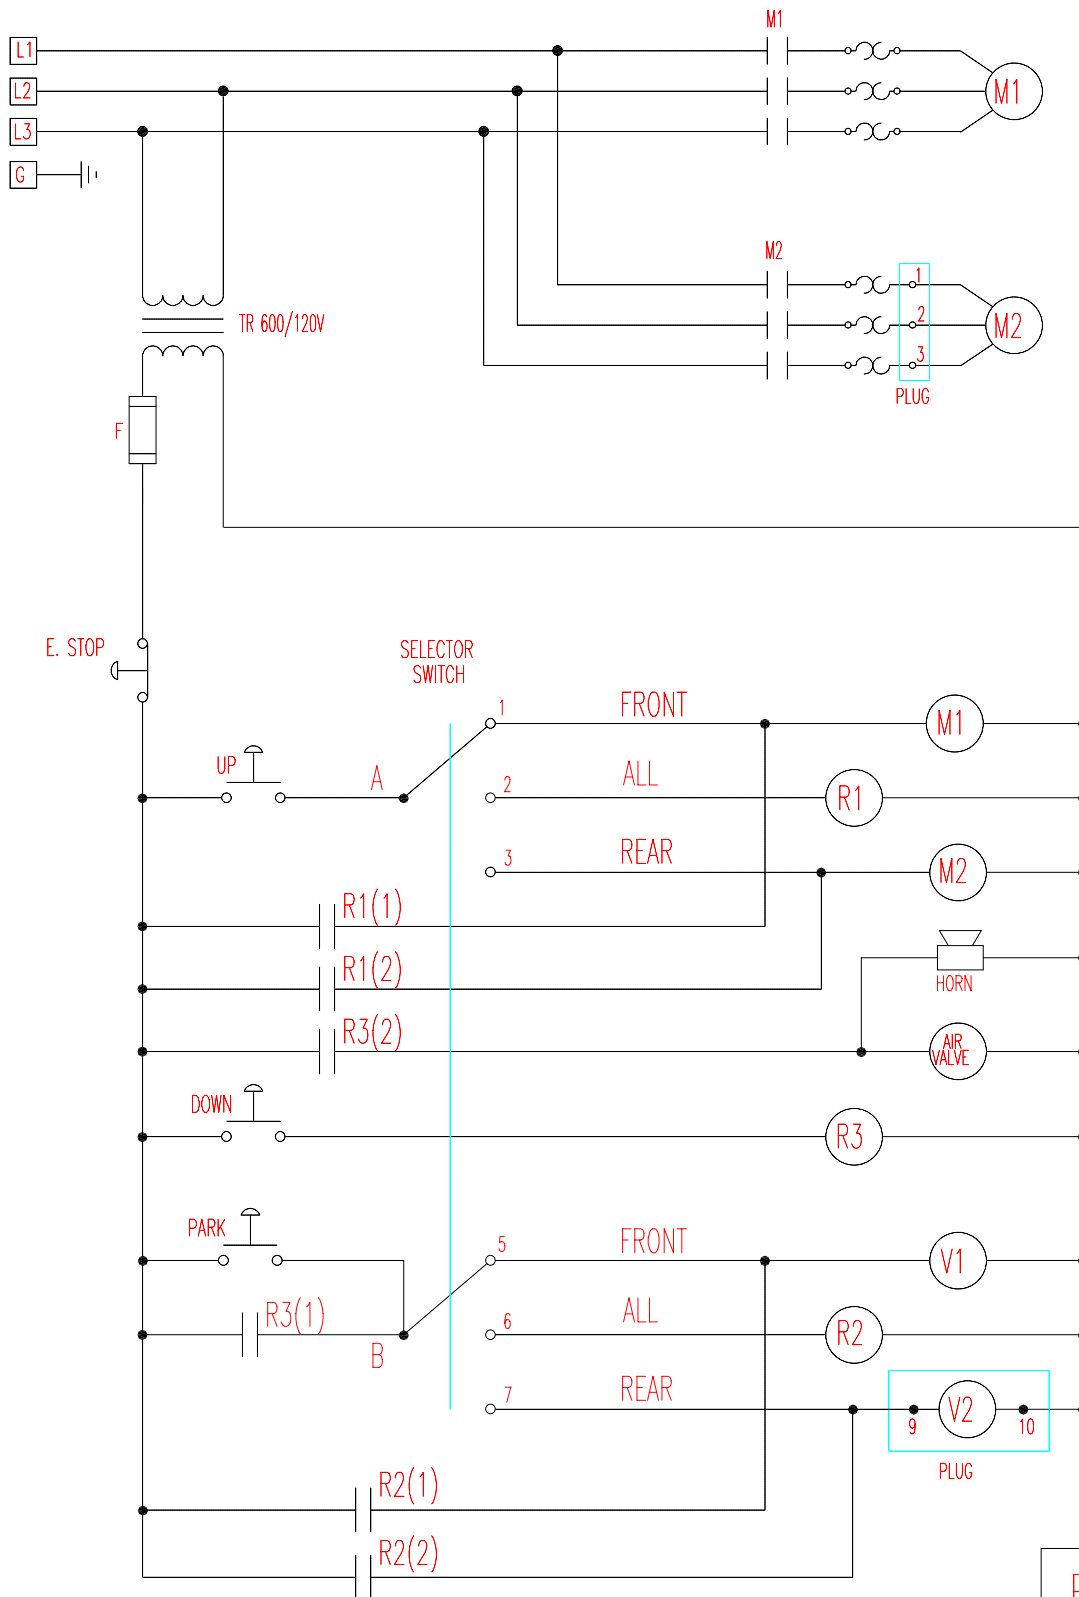 M1
L1
L2
M1
L3
G
M2
1
TR 600/120V
2
M2
3
PLUG
F
E. STOP
SELECTOR
SWITCH
1
FRONT
M1
UP
A
2
ALL
R1
3
REAR
M2
R1(1)
R1(2)
HORN
R3(2)
AIR
VALVE
DOWN
R3
PARK
5
FRONT
V1
R3(1)
6
ALL
R2
B
7
REAR
V2
9
10
PLUG
R2(1)
R2(2)